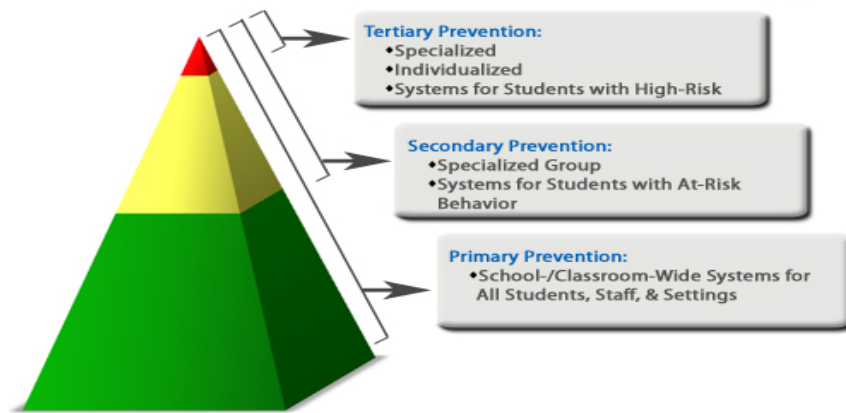 Tertiary Prevention:
◆Specialized
◆Individualized
◆Systems for Students with High-Risk
Secondary Prevention:
◆Specialized Group
◆Systems for Students with At-Risk
Behavior
Primary Prevention:
◆School-/Classroom-Wide Systems for
All Students, Staff, & Settings